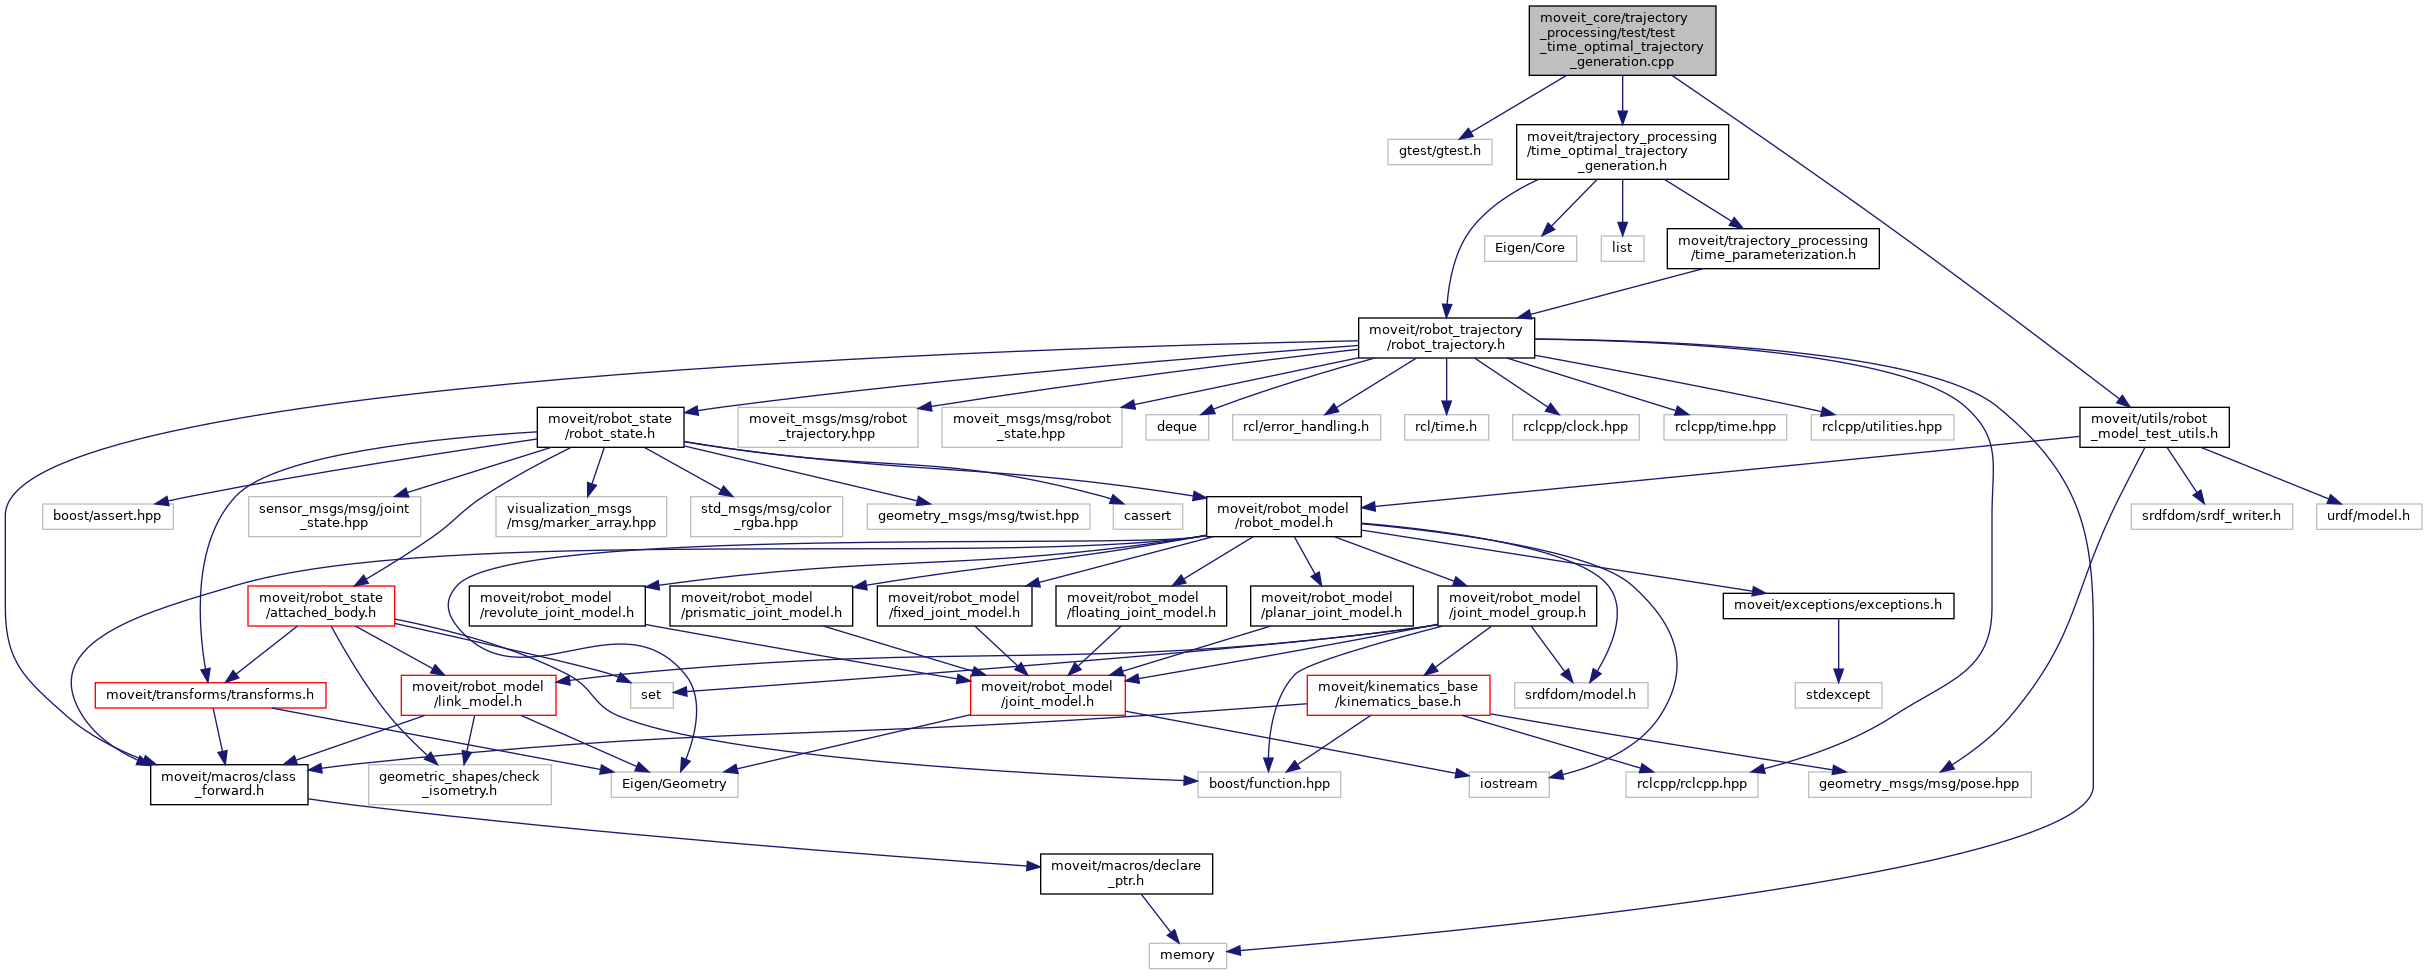 moveit_core/trajectory
_processing/test/test
_time_optimal_trajectory
_generation.cpp
gtest/gtest.h
moveit/trajectory_processing
/time_optimal_trajectory
_generation.h
Eigen/Core
list
moveit/trajectory_processing
/time_parameterization.h
moveit/robot_trajectory
/robot_trajectory.h
moveit/robot_state
/robot_state.h
moveit_msgs/msg/robot
_trajectory.hpp
moveit_msgs/msg/robot
_state.hpp
deque
rcl/error_handling.h
rcl/time.h
rclcpp/clock.hpp
rclcpp/time.hpp
rclcpp/utilities.hpp
moveit/utils/robot
_model_test_utils.h
boost/assert.hpp
sensor_msgs/msg/joint
_state.hpp
visualization_msgs
/msg/marker_array.hpp
std_msgs/msg/color
_rgba.hpp
geometry_msgs/msg/twist.hpp
cassert
moveit/robot_model
/robot_model.h
srdfdom/srdf_writer.h
urdf/model.h
moveit/robot_state
/attached_body.h
moveit/robot_model
/revolute_joint_model.h
moveit/robot_model
/prismatic_joint_model.h
moveit/robot_model
/fixed_joint_model.h
moveit/robot_model
/floating_joint_model.h
moveit/robot_model
/planar_joint_model.h
moveit/robot_model
/joint_model_group.h
moveit/exceptions/exceptions.h
moveit/transforms/transforms.h
moveit/robot_model
/link_model.h
set
moveit/robot_model
/joint_model.h
moveit/kinematics_base
/kinematics_base.h
srdfdom/model.h
stdexcept
moveit/macros/class
_forward.h
geometric_shapes/check
_isometry.h
Eigen/Geometry
boost/function.hpp
iostream
rclcpp/rclcpp.hpp
geometry_msgs/msg/pose.hpp
moveit/macros/declare
_ptr.h
memory